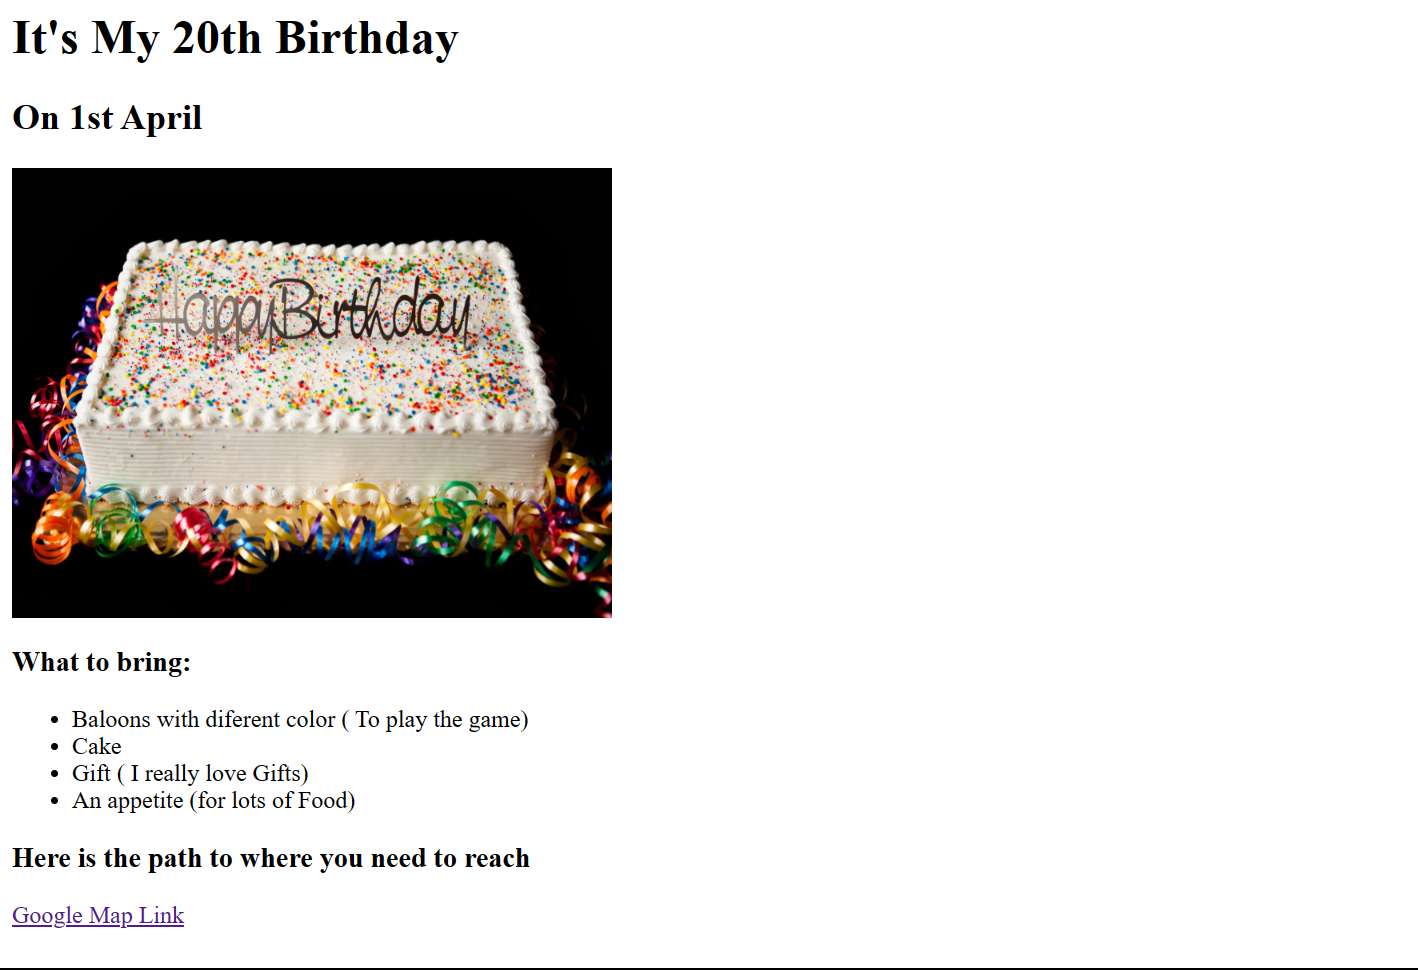 It's My 20th Birthday
On 1st April
HappyBirthday
What to bring:
Baloons with diferent color ( To play the game)
Cake
Gift ( I really love Gifts)
An appetite (for lots of Food)
Here is the path to where you need to reach
Google Map Link